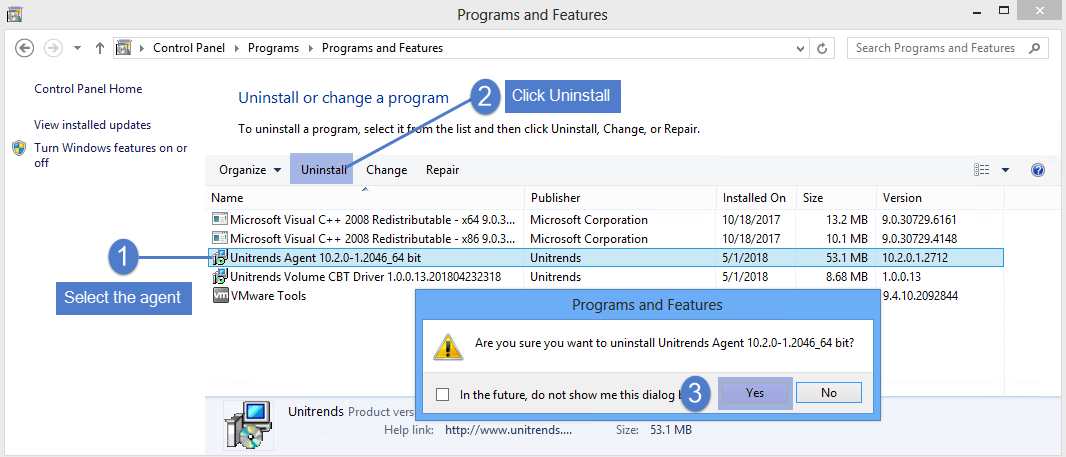 Programs and Features
Control Panel Programs Programs and Features
Search Programs and Features
Control Panel Home
View installed updates
Turn Windows features on or
off
Uninstall or change a program
2 Click Uninstall
To uninstall a program, select it from the list and then click Uninstall, Change, or Repair.
Organize Uninstall Change Repair
Name Publisher Installed On Size Version
Microsoft Visual C++ 2008 Redistributable - x64 9.0.3... Microsoft Corporation 10/18/2017 13.2 MB 9.0.30729.6161
Microsoft Visual C++ 2008 Redistributable - x86 9.0.3... Microsoft Corporation 10/18/2017 10.1 MB 9.0.30729.4148
1 Unitrends Agent 10.2.0-1.2046_64 bit Unitrends 5/1/2018 53.1 MB 10.2.0.1.2712
Unitrends Volume CBT Driver 1.0.0.13.201804232318 Unitrends 5/1/2018 8.68 MB 1.0.0.13
Select the agent
vm VMware Tools 9.4.10.2092844
Programs and Features
Are you sure you want to uninstall Unitrends Agent 10.2.0-1.2046_64 bit?
In the future, do not show me this dialog 3 Yes No
Unitrends Product vers
Help link: http://www.unitrends.... Size: 53.1 MB